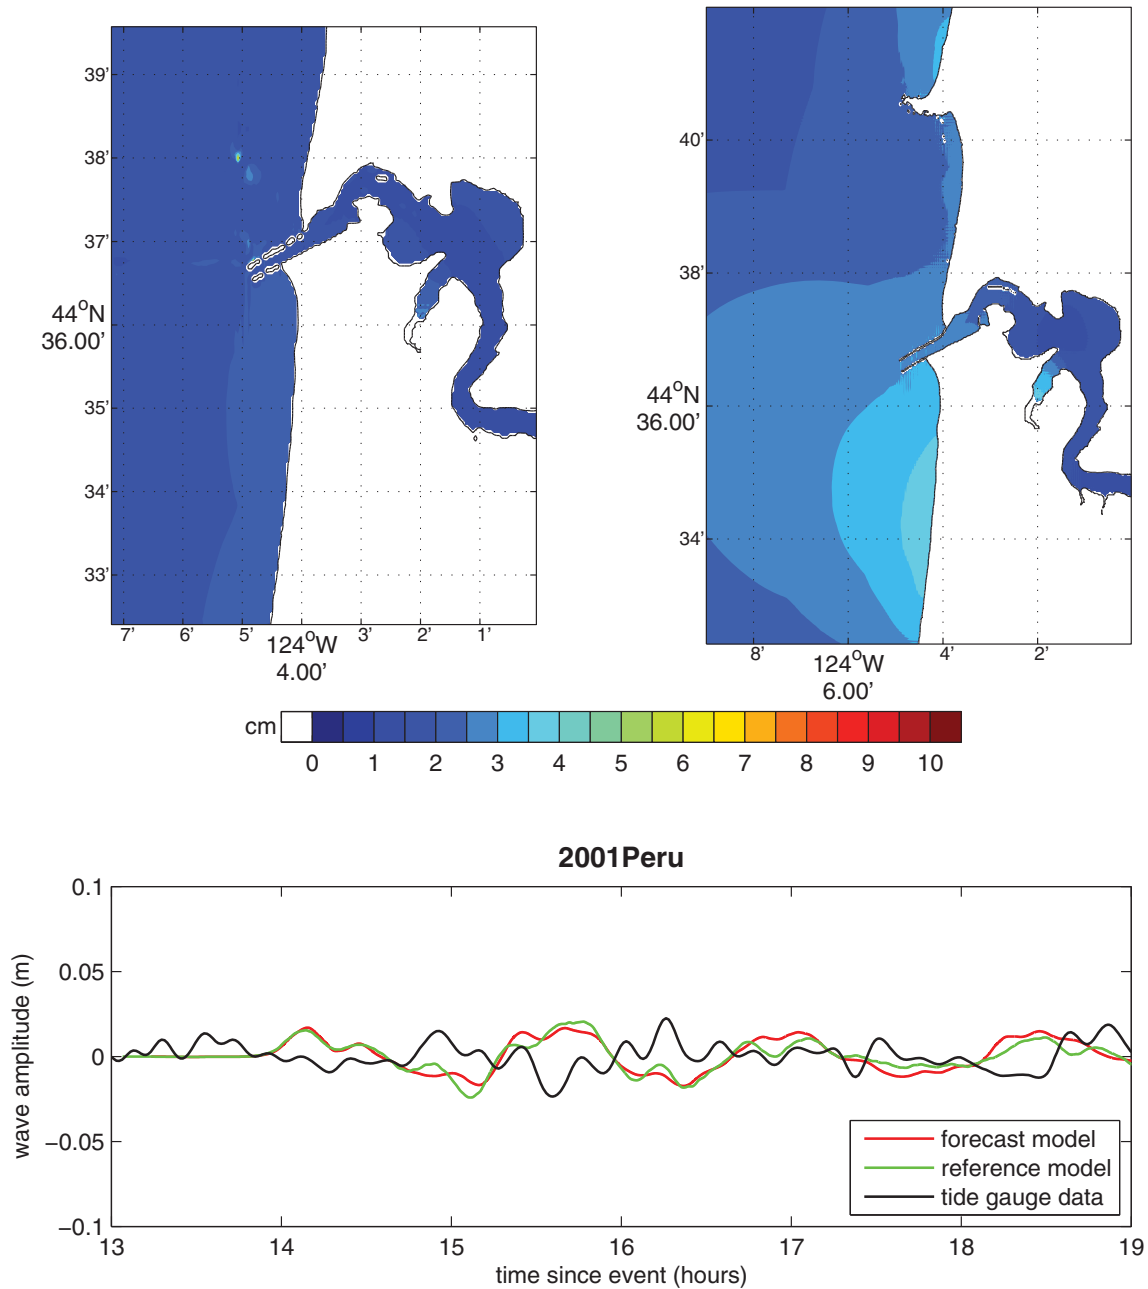 39'
38'
37'
44°N
36.00'
35'
34'
33'
7' 6' 5' 124°W 3' 2' 1'
4.00'
40'
38'
44°N
36.00'
34'
8' 124°W 4' 2'
6.00'
cm
0 1 2 3 4 5 6 7 8 9 10
2001Peru
wave amplitude (m)
0.1
0.05
0
−0.05
−0.1
13 14 15 16 17 18 19
time since event (hours)
forecast model
reference model
tide gauge data